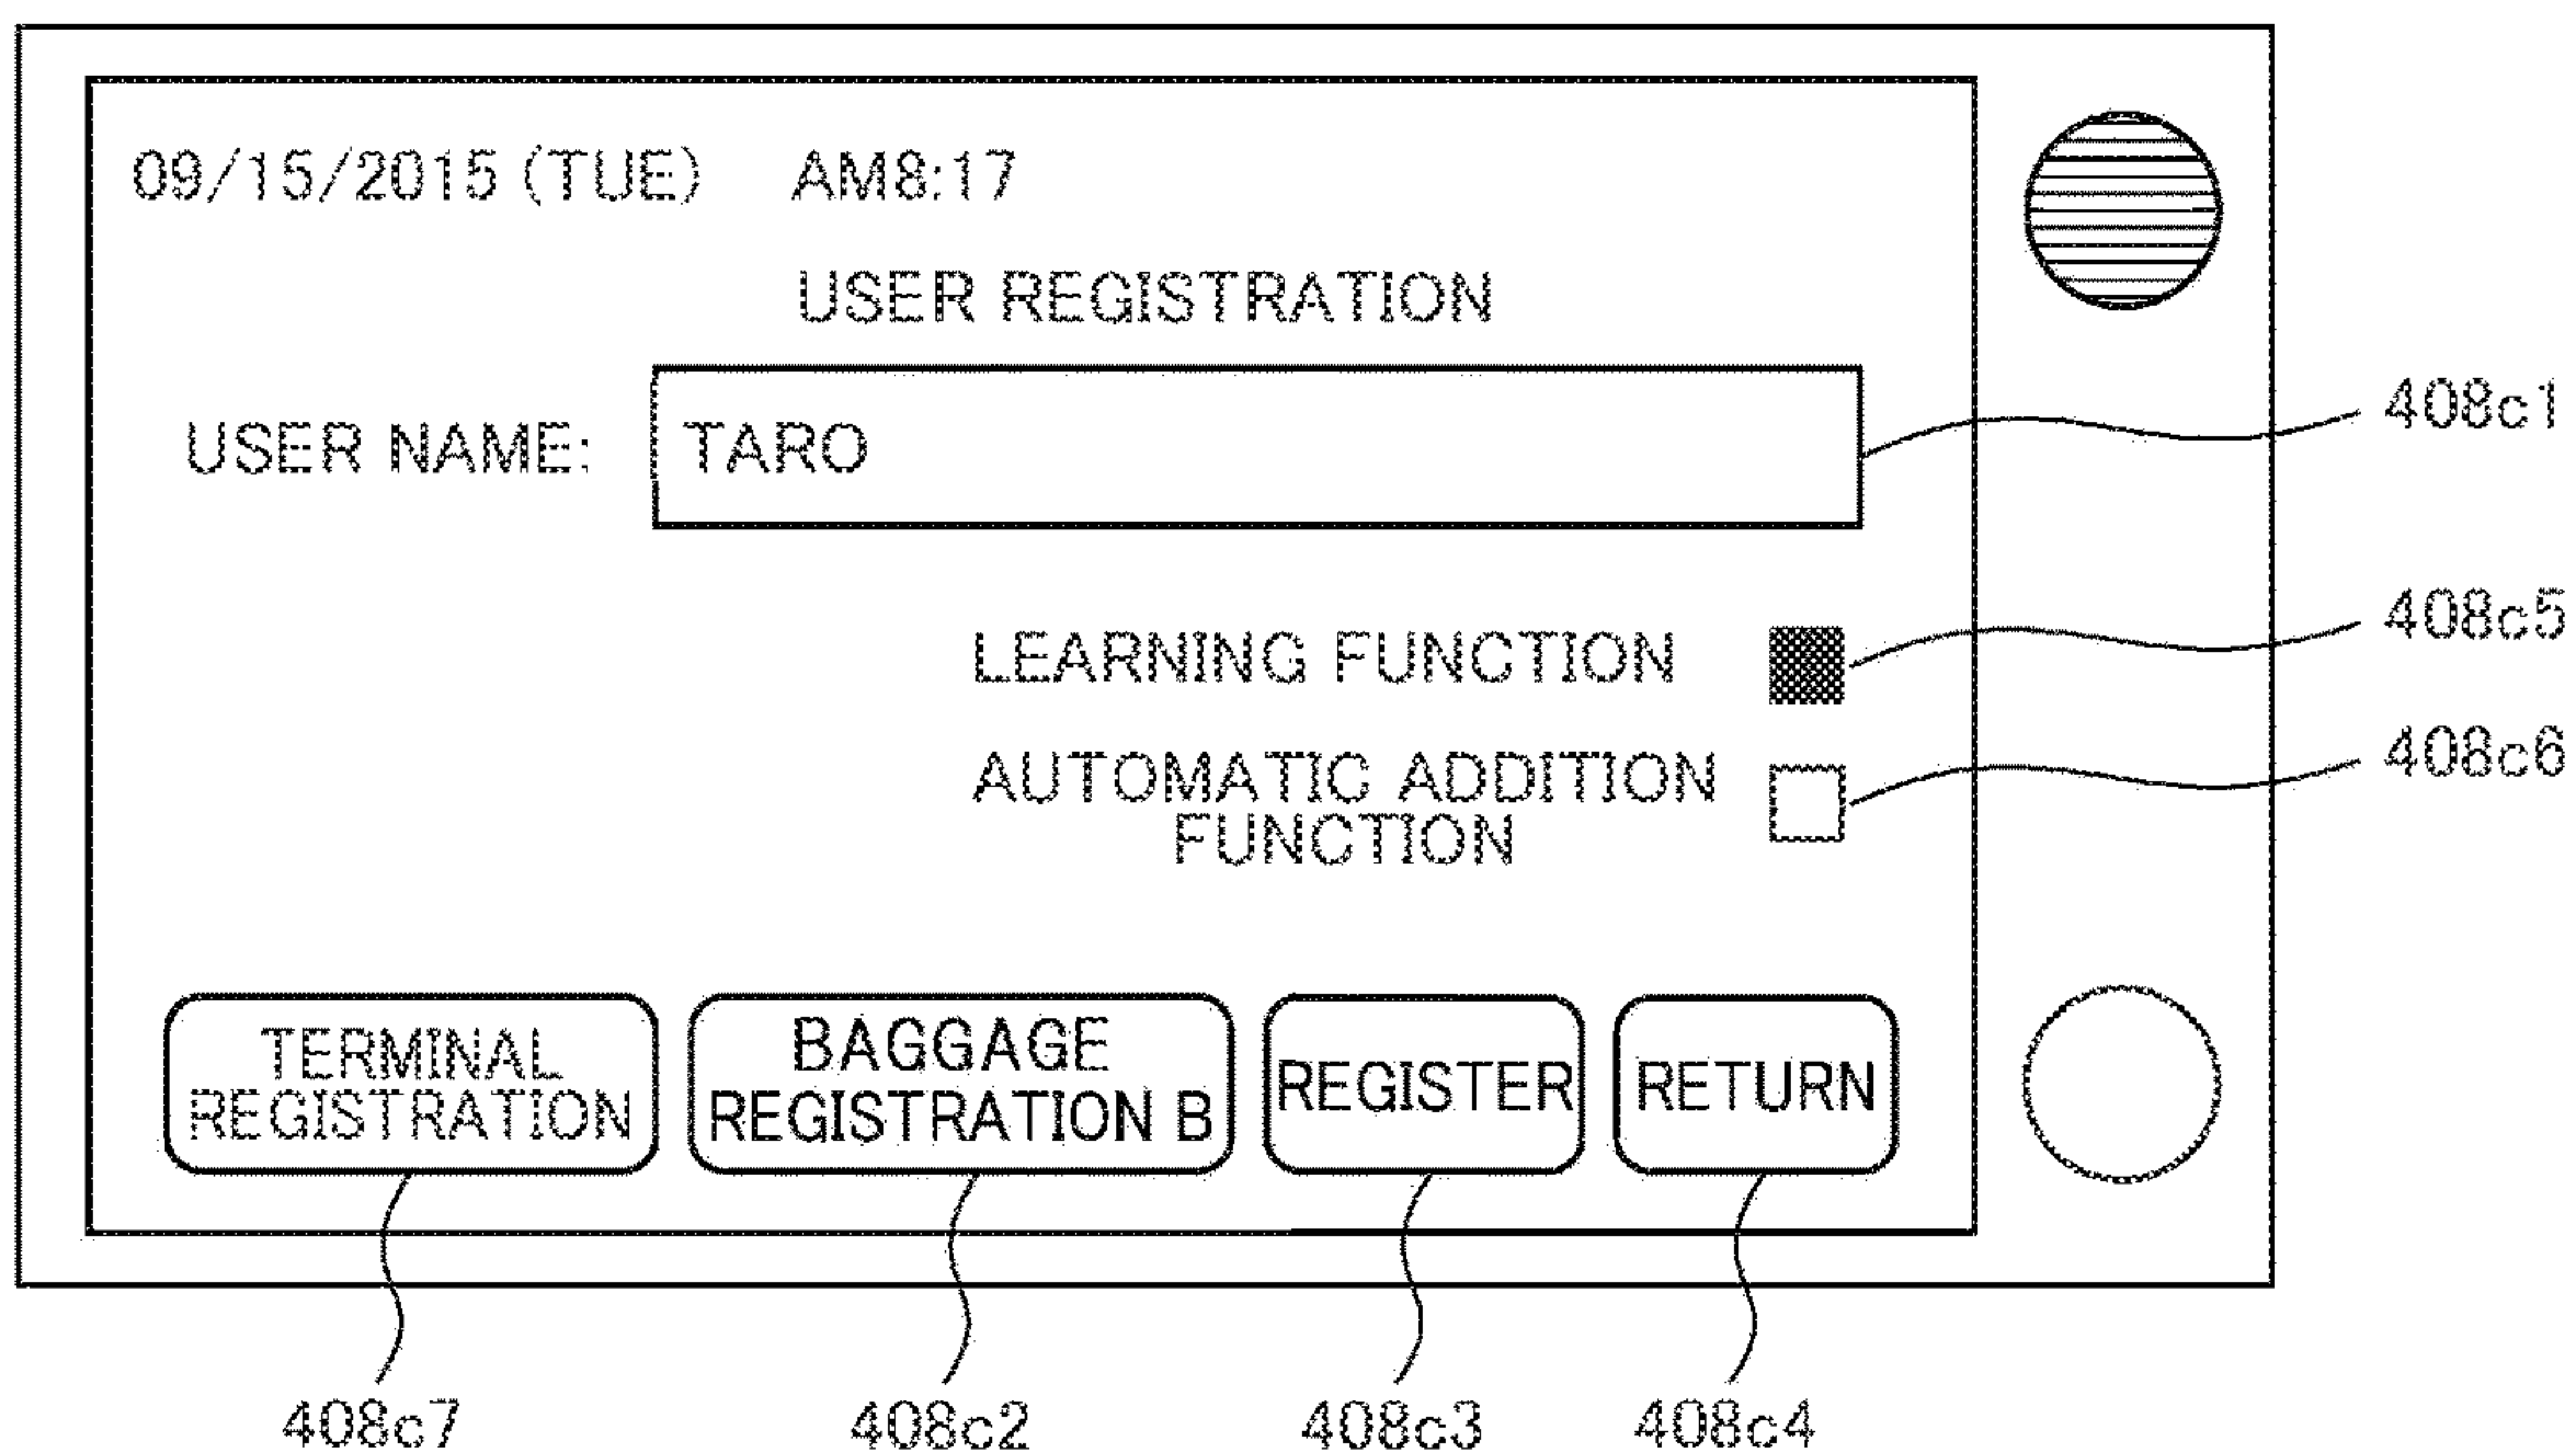 09/15/2015 (TUE) AM8:17
USER REGISTRATION
USER NAME: TARO
408c1
LEARNING FUNCTION
408c5
AUTOMATIC ADDITION
FUNCTION
408c6
TERMINAL
REGISTRATION
BAGGAGE
REGISTRATION B
REGISTER
RETURN
408c7
408c2
408c3
408c4